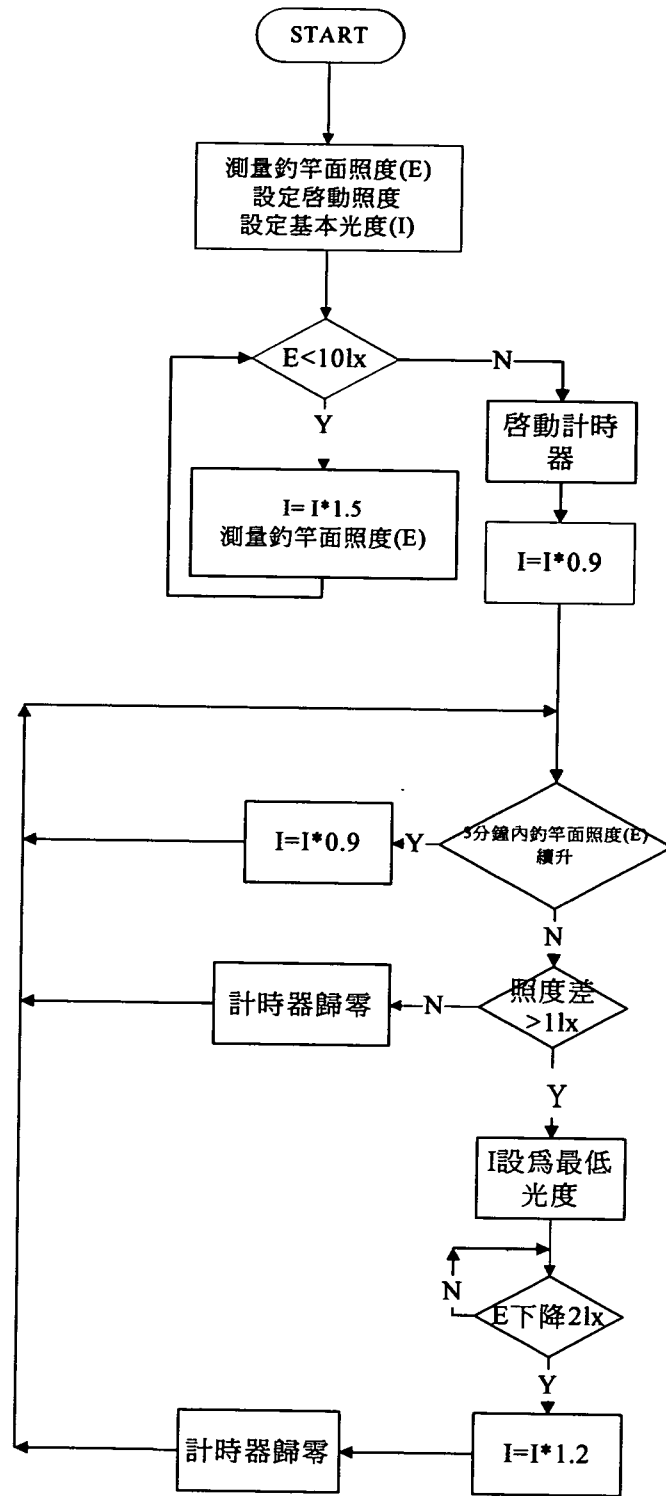 START
測量釣竿面照度(E)
設定啓動照度
設定基本光度(I)
E<10lx
N
Y
啓動計時
器
I= I*1.5
測量釣竿面照度(E)
I=I*0.9
5分鐘內釣竿面照度(E)
續升
Y
I=I*0.9
N
照度差
>1lx
N
計時器歸零
Y
I設爲最低
光度
N
E下降2lx
Y
I=I*1.2
計時器歸零